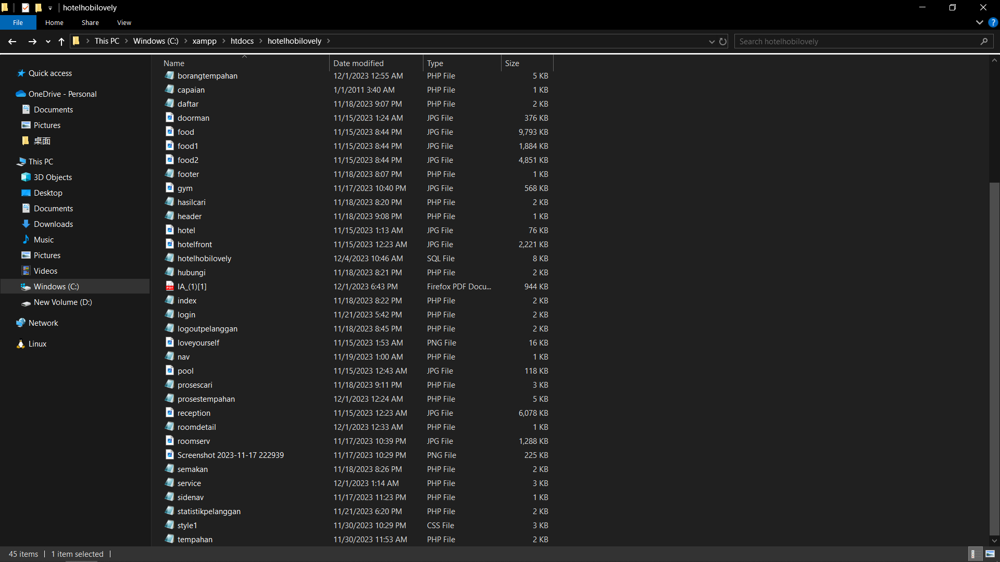 hotelhobilovely
File Home Share View
This PC Windows (C:) xampp htdocs hotelhobilovely
Search hotelhobilovely
Quick access
OneDrive - Personal
Documents
Pictures
桌面
This PC
3D Objects
Desktop
Documents
Downloads
Music
Pictures
Videos
Windows (C:)
New Volume (D:)
Network
Linux
Name Date modified Type Size
borangtempahan 12/1/2023 12:55 AM PHP File 5 KB
capaian 1/1/2011 3:40 AM PHP File 1 KB
daftar 11/18/2023 9:07 PM PHP File 2 KB
doorman 11/15/2023 1:24 AM JPG File 376 KB
food 11/15/2023 8:44 PM JPG File 9,793 KB
food1 11/15/2023 8:44 PM JPG File 1,884 KB
food2 11/15/2023 8:44 PM JPG File 4,851 KB
footer 11/18/2023 8:07 PM PHP File 1 KB
gym 11/17/2023 10:40 PM JPG File 568 KB
hasilcari 11/18/2023 8:20 PM PHP File 2 KB
header 11/18/2023 9:08 PM PHP File 1 KB
hotel 11/15/2023 1:13 AM JPG File 76 KB
hotelfront 11/15/2023 12:23 AM JPG File 2,221 KB
hotelhobilovely 12/4/2023 10:46 AM SQL File 8 KB
hubungi 11/18/2023 8:21 PM PHP File 2 KB
IA_(1)[1] 12/1/2023 6:43 PM Firefox PDF Docu... 944 KB
index 11/18/2023 8:22 PM PHP File 2 KB
login 11/21/2023 5:42 PM PHP File 2 KB
logoutpelanggan 11/18/2023 8:45 PM PHP File 2 KB
loveyourself 11/15/2023 1:53 AM PNG File 16 KB
nav 11/19/2023 1:00 AM PHP File 1 KB
pool 11/15/2023 12:43 AM JPG File 118 KB
prosescari 11/18/2023 9:11 PM PHP File 3 KB
prosestempahan 12/1/2023 12:24 AM PHP File 5 KB
reception 11/15/2023 12:23 AM JPG File 6,078 KB
roomdetail 12/1/2023 12:33 AM PHP File 1 KB
roomserv 11/17/2023 10:39 PM JPG File 1,288 KB
Screenshot 2023-11-17 222939 11/17/2023 10:29 PM PNG File 225 KB
semakan 11/18/2023 8:26 PM PHP File 2 KB
service 12/1/2023 1:14 AM PHP File 3 KB
sidenav 11/17/2023 11:23 PM PHP File 1 KB
statistikpelanggan 11/21/2023 6:20 PM PHP File 2 KB
style1 11/30/2023 10:29 PM CSS File 3 KB
tempahan 11/30/2023 11:53 AM PHP File 2 KB
45 items 1 item selected